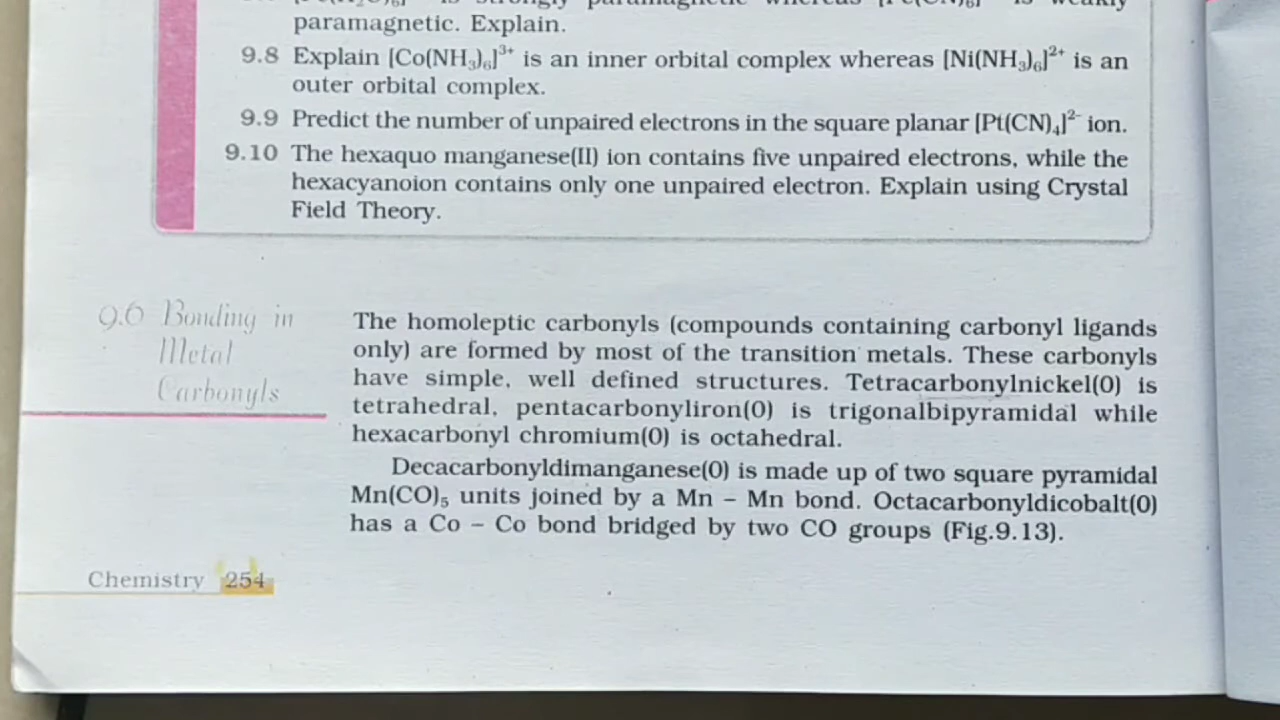 is strongly paramagnetic whereas is weakly
paramagnetic. Explain.
9.8 Explain [Co(NH₃)₆]³⁺ is an inner orbital complex whereas [Ni(NH₃)₆]²⁺ is an
outer orbital complex.
9.9 Predict the number of unpaired electrons in the square planar [Pt(CN)₄]²⁻ ion.
9.10 The hexaquo manganese(II) ion contains five unpaired electrons, while the
hexacyanoion contains only one unpaired electron. Explain using Crystal
Field Theory.
9.6 Bonding in
Metal
Carbonyls
The homoleptic carbonyls (compounds containing carbonyl ligands
only) are formed by most of the transition metals. These carbonyls
have simple, well defined structures. Tetracarbonylnickel(0) is
tetrahedral, pentacarbonyliron(0) is trigonalbipyramidal while
hexacarbonyl chromium(0) is octahedral.
Decacarbonyldimanganese(0) is made up of two square pyramidal
Mn(CO)₅ units joined by a Mn – Mn bond. Octacarbonyldicobalt(0)
has a Co – Co bond bridged by two CO groups (Fig.9.13).
Chemistry 254